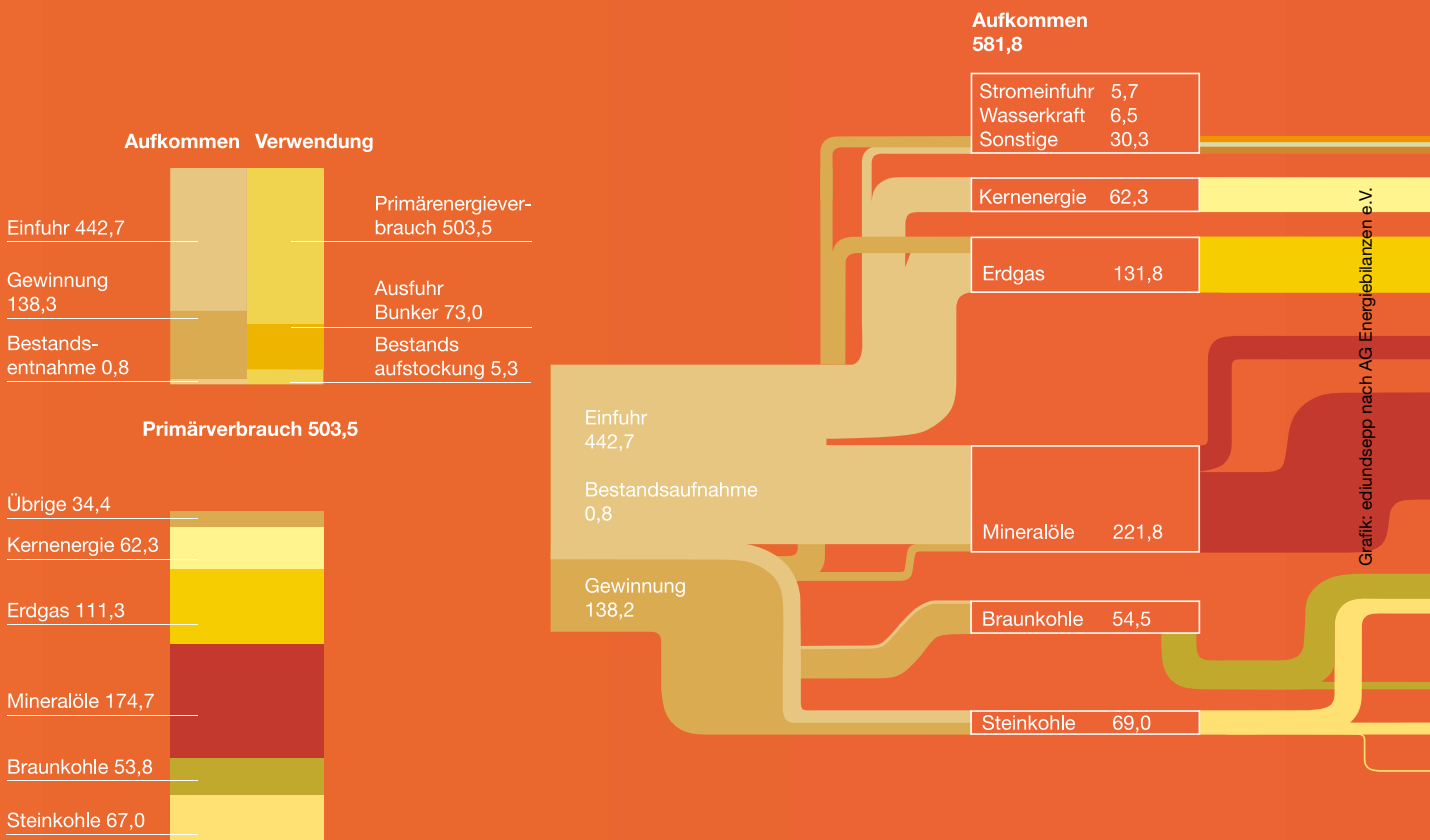 Aufkommen Verwendung
Einfuhr 442,7
Gewinnung
138,3
Bestands-
entnahme 0,8
Primärenergiever-
brauch 503,5
Ausfuhr
Bunker 73,0
Bestands
aufstockung 5,3
Primärverbrauch 503,5
Übrige 34,4
Kernenergie 62,3
Erdgas 111,3
Mineralöle 174,7
Braunkohle 53,8
Steinkohle 67,0
Einfuhr
442,7
Bestandsaufnahme
0,8
Gewinnung
138,2
Aufkommen
581,8
Stromeinfuhr 5,7
Wasserkraft 6,5
Sonstige 30,3
Kernenergie 62,3
Erdgas 131,8
Mineralöle 221,8
Braunkohle 54,5
Steinkohle 69,0
Grafik: ediundsepp nach AG Energiebilanzen e.V.